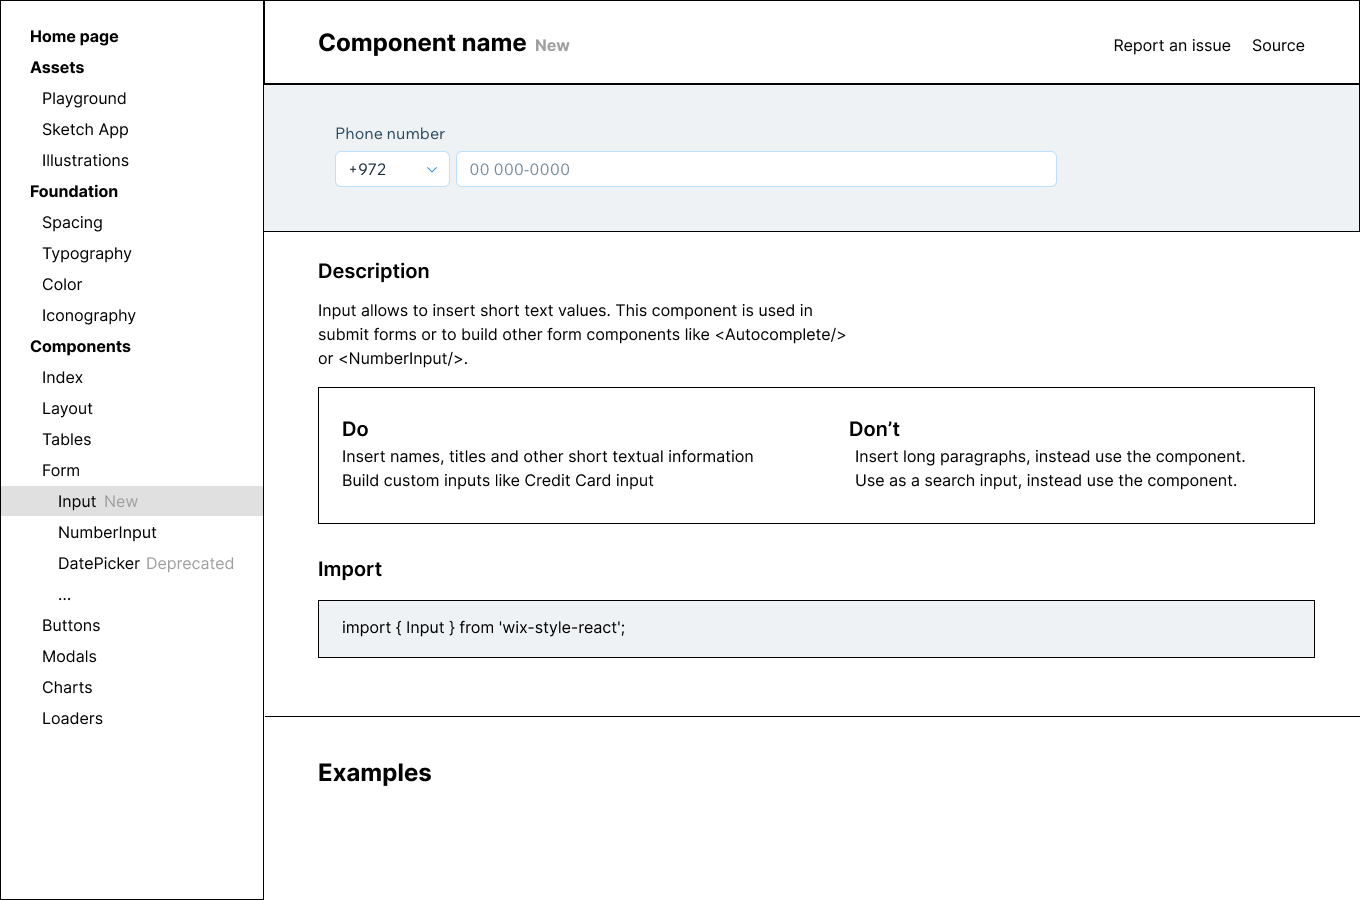 Home page
Assets
Playground
Sketch App
Illustrations
Foundation
Spacing
Typography
Color
Iconography
Components
Index
Layout
Tables
Form
Input New
NumberInput
DatePicker Deprecated
...
Buttons
Modals
Charts
Loaders
Component name New
Report an issue Source
Phone number
+972 00 000-0000
Description
Input allows to insert short text values. This component is used in
submit forms or to build other form components like <Autocomplete/>
or <NumberInput/>.
Do
Insert names, titles and other short textual information
Build custom inputs like Credit Card input
Don’t
Insert long paragraphs, instead use the component.
Use as a search input, instead use the component.
Import
import { Input } from 'wix-style-react';
Examples